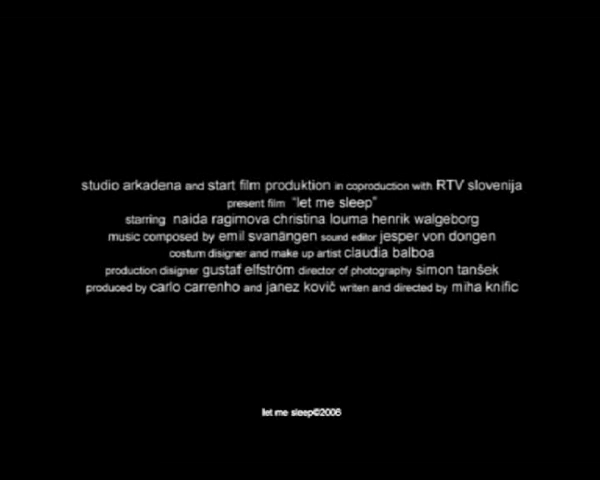 studio arkadena and start film produktion in coproduction with RTV slovenija
present film "let me sleep"
starring naida ragimova christina louma henrik walgeborg
music composed by emil svanängen sound editor jesper von dongen
costum disigner and make up artist claudia balboa
production disigner gustaf elfström director of photography simon tanšek
produced by carlo carrenho and janez kovič writen and directed by miha knific
let me sleep©2006